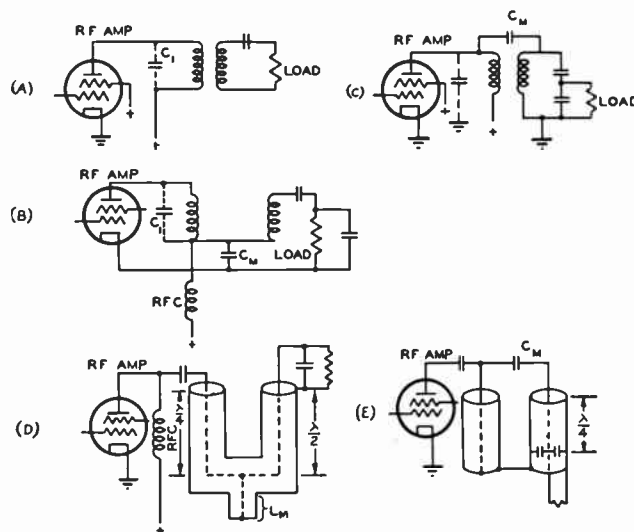 (A)
RF AMP
C1
LOAD
+
+
(C)
RF AMP
CM
LOAD
+
+
(B)
RF AMP
C1
CM
LOAD
RFC
+
(D)
RF AMP
RFC
λ/4
λ/2
LM
+
(E)
RF AMP
CM
λ/4